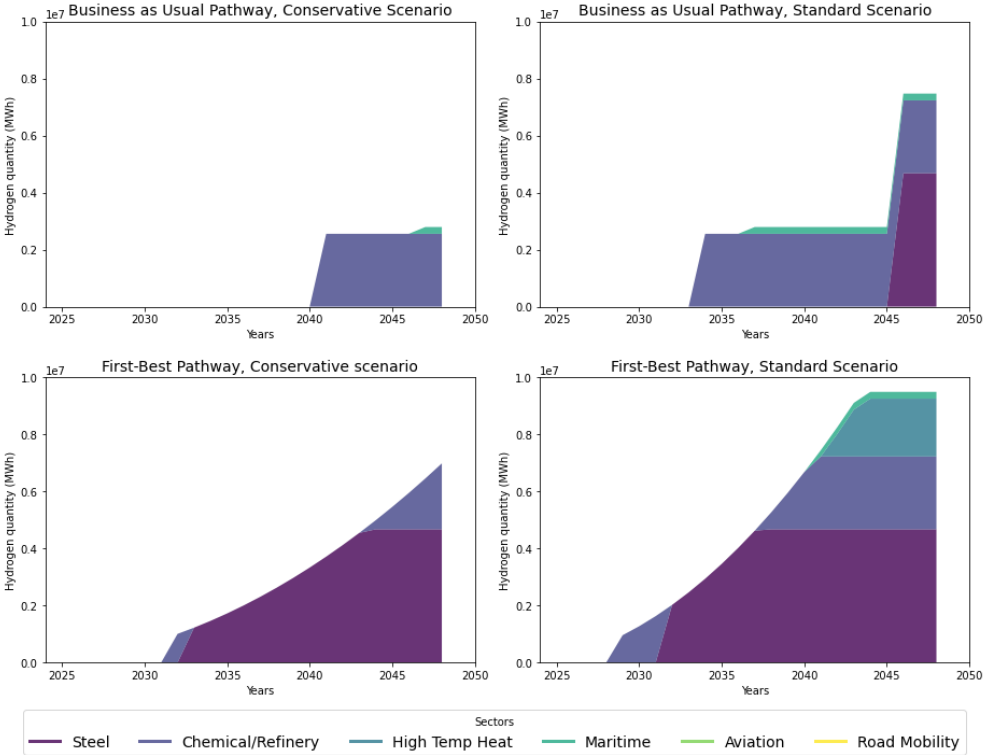 Business as Usual Pathway, Conservative Scenario
1e7
1.0
0.8
0.6
0.4
0.2
0.0
Hydrogen quantity (MWh)
2025 2030 2035 2040 2045 2050
Years
Business as Usual Pathway, Standard Scenario
1e7
1.0
0.8
0.6
0.4
0.2
0.0
Hydrogen quantity (MWh)
2025 2030 2035 2040 2045 2050
Years
First-Best Pathway, Conservative scenario
1e7
1.0
0.8
0.6
0.4
0.2
0.0
Hydrogen quantity (MWh)
2025 2030 2035 2040 2045 2050
Years
First-Best Pathway, Standard Scenario
1e7
1.0
0.8
0.6
0.4
0.2
0.0
Hydrogen quantity (MWh)
2025 2030 2035 2040 2045 2050
Years
Sectors
Steel Chemical/Refinery High Temp Heat Maritime Aviation Road Mobility